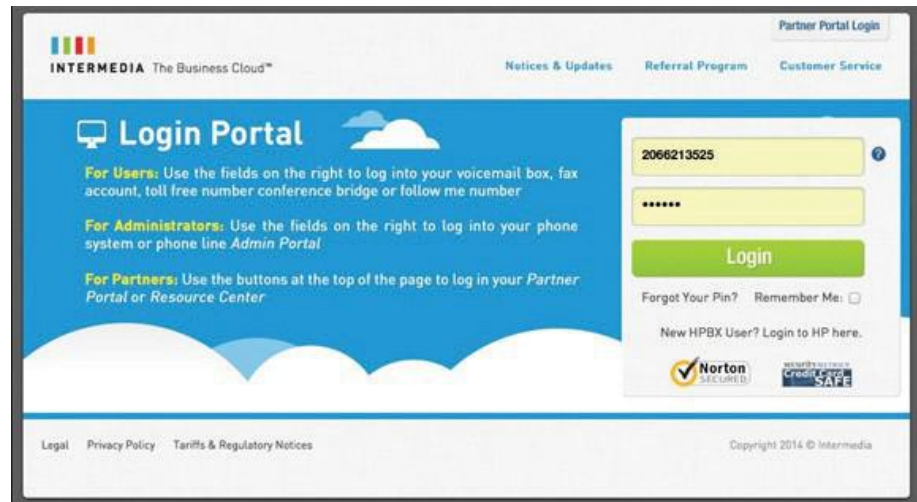 Partner Portal Login
INTERMEDIA The Business Cloud™
Notices & Updates Referral Program Customer Service
Login Portal
For Users: Use the fields on the right to log into your voicemail box, fax
account, toll free number conference bridge or follow me number
For Administrators: Use the fields on the right to log into your phone
system or phone line Admin Portal
For Partners: Use the buttons at the top of the page to log in your Partner
Portal or Resource Center
2066213525
?
••••••
Login
Forgot Your Pin? Remember Me:
New HPBX User? Login to HP here.
Norton
SECURED
Credit Card
SAFE
Legal Privacy Policy Tariffs & Regulatory Notices
Copyright 2014 © Intermedia